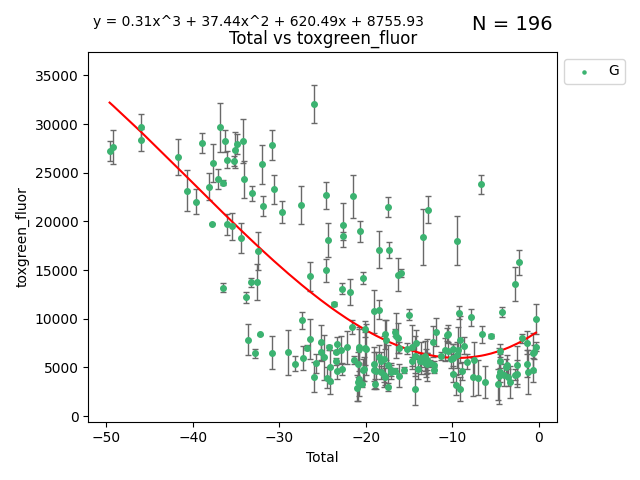 y = 0.31x^3 + 37.44x^2 + 620.49x + 8755.93
N = 196
Total vs toxgreen_fluor
G
toxgreen_fluor
35000
30000
25000
20000
15000
10000
5000
0
−50
−40
−30
−20
−10
0
Total